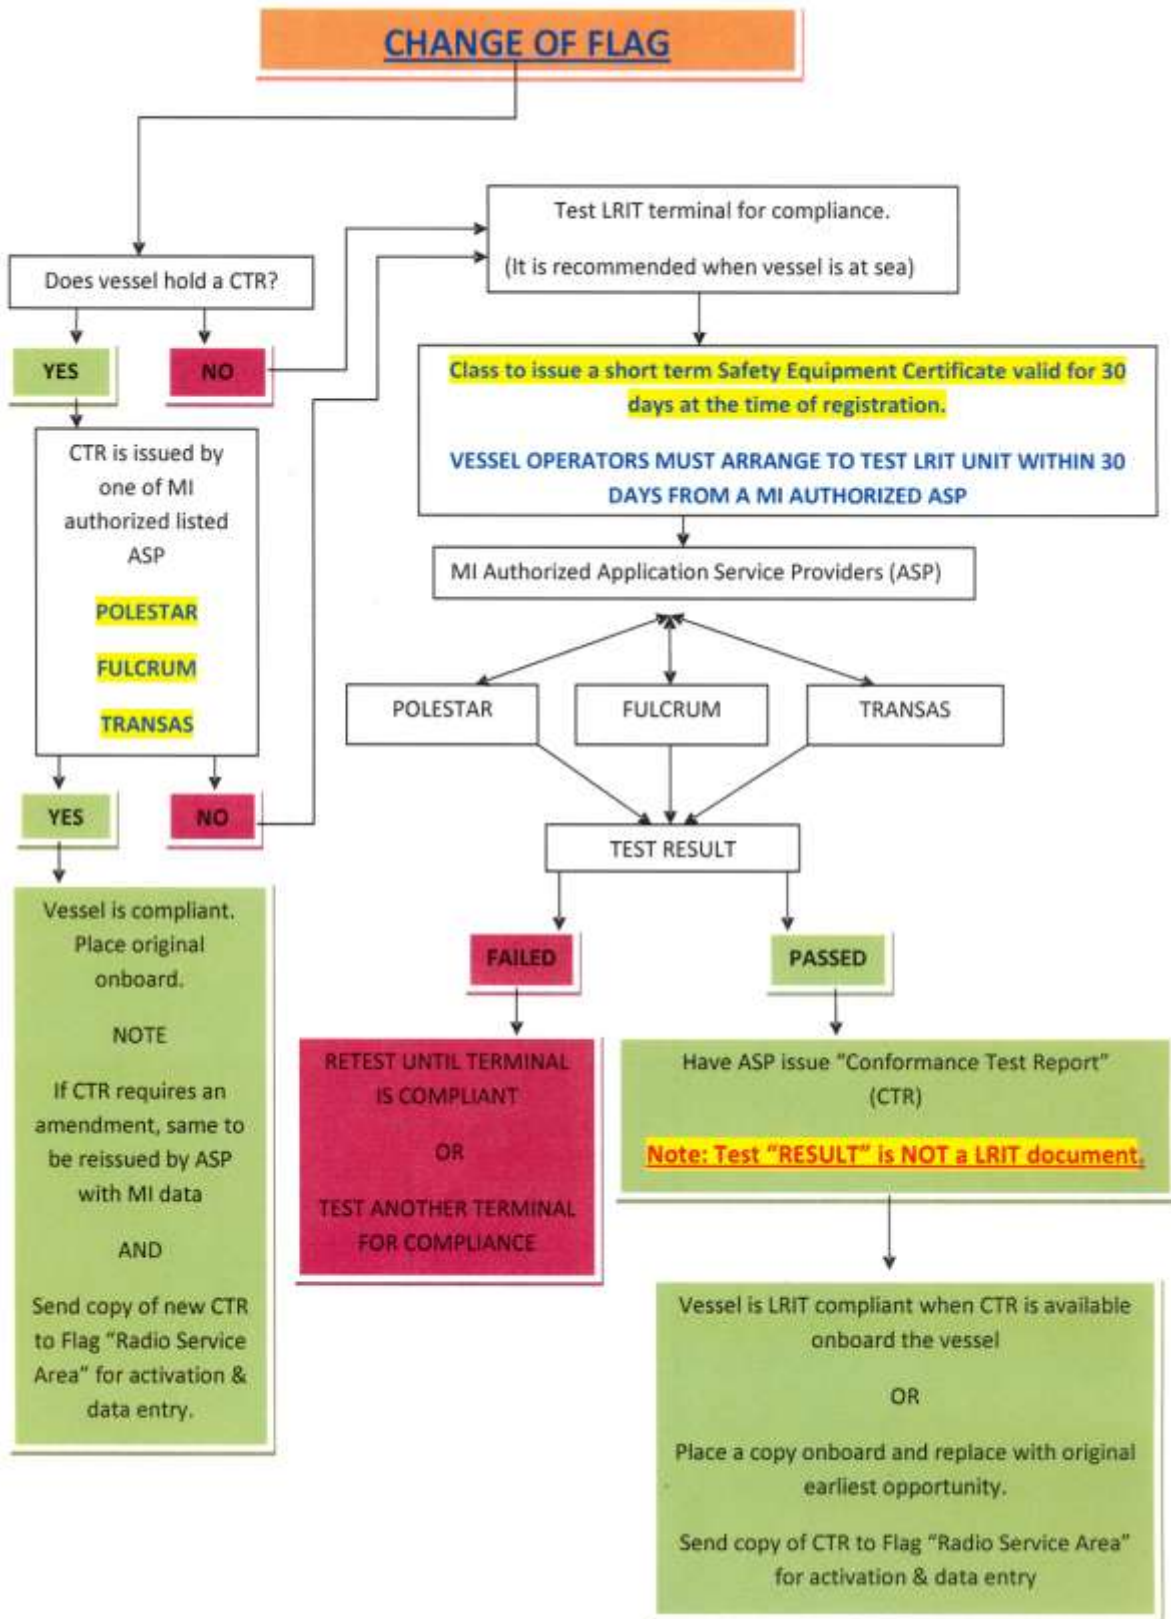 CHANGE OF FLAG
Does vessel hold a CTR?
YES
NO
CTR is issued by
one of MI
authorized listed
ASP
POLESTAR
FULCRUM
TRANSAS
YES
NO
Vessel is compliant.
Place original
onboard.
NOTE
If CTR requires an
amendment, same to
be reissued by ASP
with MI data
AND
Send copy of new CTR
to Flag "Radio Service
Area" for activation &
data entry.
Test LRIT terminal for compliance.
(It is recommended when vessel is at sea)
Class to issue a short term Safety Equipment Certificate valid for 30
days at the time of registration.
VESSEL OPERATORS MUST ARRANGE TO TEST LRIT UNIT WITHIN 30
DAYS FROM A MI AUTHORIZED ASP
MI Authorized Application Service Providers (ASP)
POLESTAR
FULCRUM
TRANSAS
TEST RESULT
FAILED
PASSED
RETEST UNTIL TERMINAL
IS COMPLIANT
OR
TEST ANOTHER TERMINAL
FOR COMPLIANCE
Have ASP issue "Conformance Test Report"
(CTR)
Note: Test "RESULT" is NOT a LRIT document.
Vessel is LRIT compliant when CTR is available
onboard the vessel
OR
Place a copy onboard and replace with original
earliest opportunity.
Send copy of CTR to Flag "Radio Service Area"
for activation & data entry